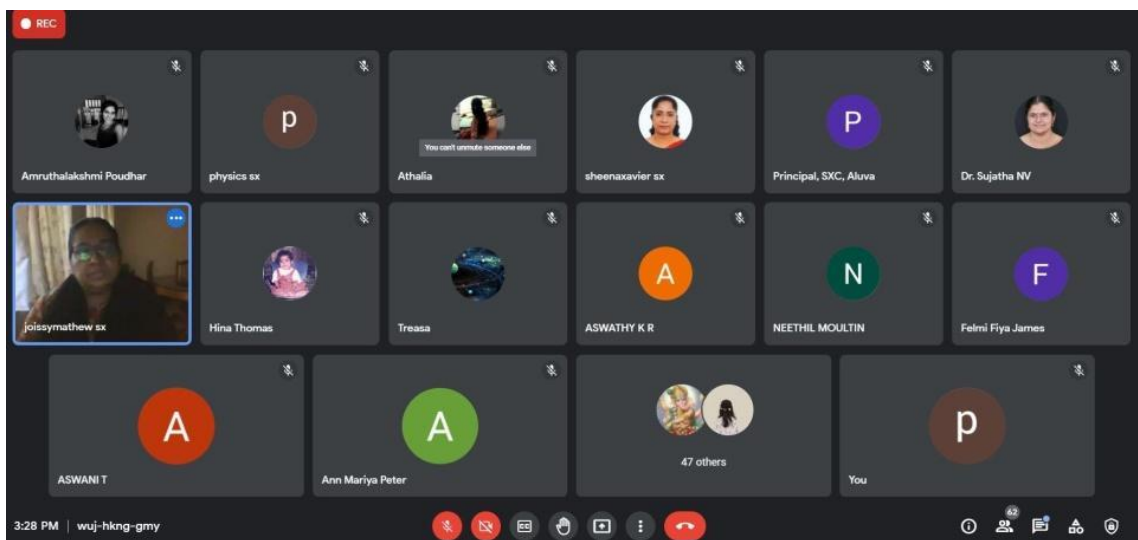 REC
Amruthalakshmi Poudhar
p
physics sx
You can't unmute someone else
Athalia
sheenaxavier sx
P
Principal, SXC, Aluva
Dr. Sujatha NV
joissymathew sx
Hina Thomas
Treasa
A
ASWATHY K R
N
NEETHIL MOULTIN
F
Felmi Fiya James
A
ASWANI T
A
Ann Mariya Peter
47 others
p
You
3:28 PM | wuj-hkng-gmy
CC
62